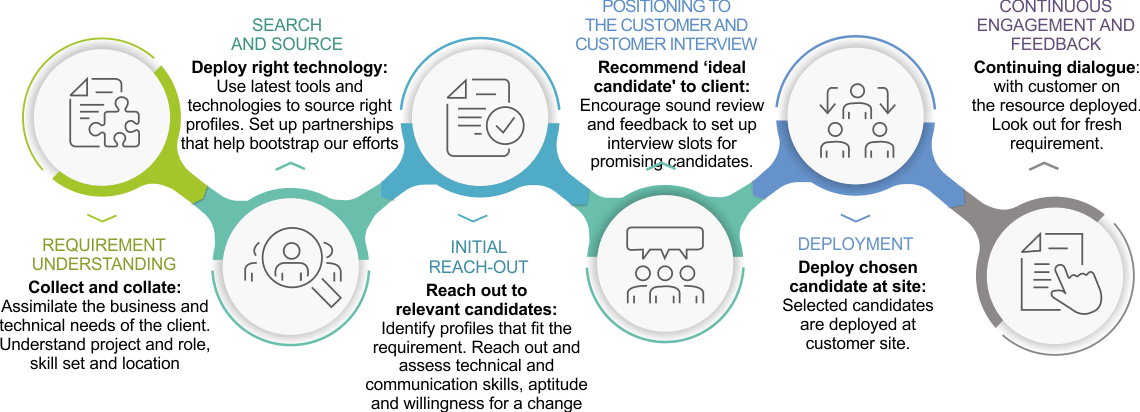 REQUIREMENT
UNDERSTANDING
Collect and collate:
Assimilate the business and
technical needs of the client.
Understand project and role,
skill set and location
SEARCH
AND SOURCE
Deploy right technology:
Use latest tools and
technologies to source right
profiles. Set up partnerships
that help bootstrap our efforts
INITIAL
REACH-OUT
Reach out to
relevant candidates:
Identify profiles that fit the
requirement. Reach out and
assess technical and
communication skills, aptitude
and willingness for a change
POSITIONING TO
THE CUSTOMER AND
CUSTOMER INTERVIEW
Recommend ‘ideal
candidate' to client:
Encourage sound review
and feedback to set up
interview slots for
promising candidates.
DEPLOYMENT
Deploy chosen
candidate at site:
Selected candidates
are deployed at
customer site.
CONTINUOUS
ENGAGEMENT AND
FEEDBACK
Continuing dialogue:
with customer on
the resource deployed.
Look out for fresh
requirement.